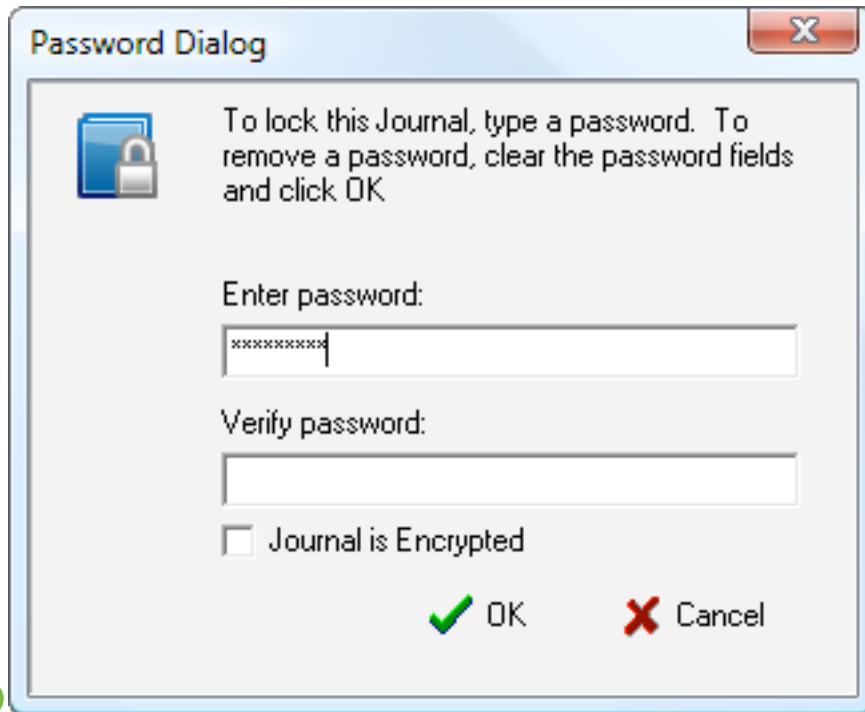 Password Dialog
To lock this Journal, type a password.  To
remove a password, clear the password fields
and click OK
Enter password:
*********
Verify password:
Journal is Encrypted
OK
Cancel